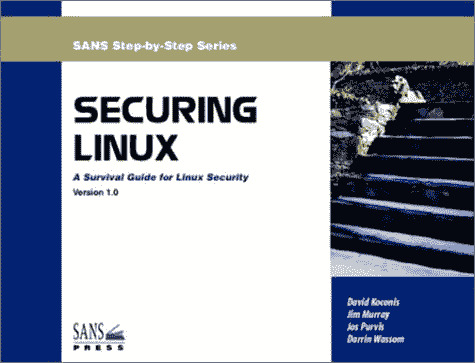 SANS Step-by-Step Series
SECURING
LINUX
A Survival Guide for Linux Security
Version 1.0
David Koconis
Jim Murray
Jos Purvis
Darrin Wassom
SANS
PRESS